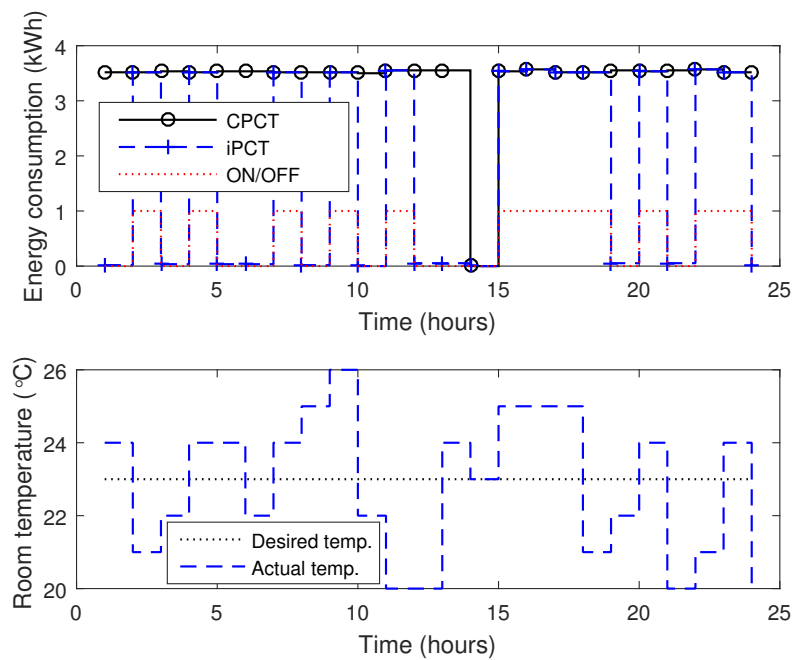 Energy consumption (kWh)
4
3
2
1
0
CPCT
iPCT
ON/OFF
0 5 10 15 20 25
Time (hours)
Room temperature (°C)
26
24
22
20
Desired temp.
Actual temp.
0 5 10 15 20 25
Time (hours)